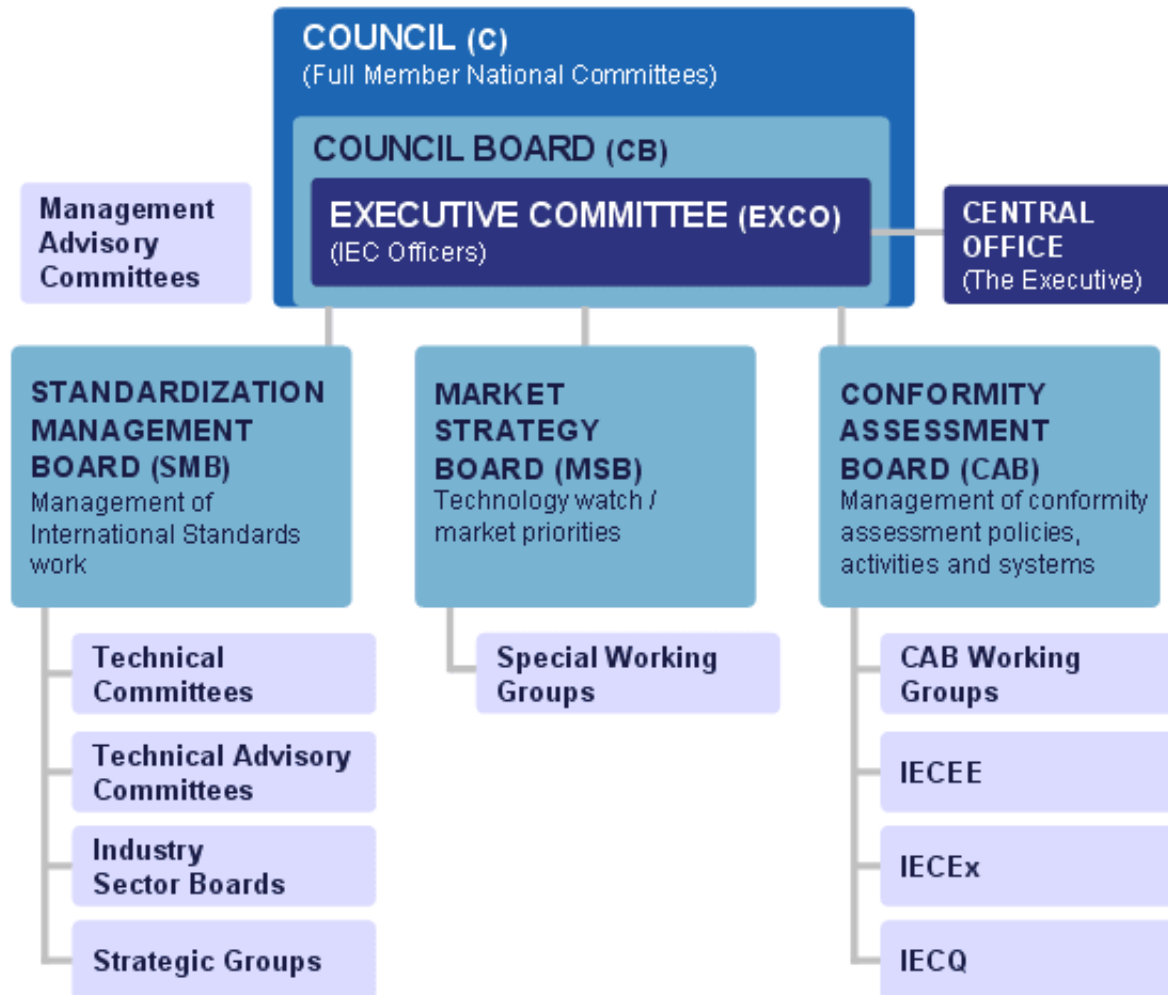 COUNCIL (C)
(Full Member National Committees)
COUNCIL BOARD (CB)
EXECUTIVE COMMITTEE (EXCO)
(IEC Officers)
Management
Advisory
Committees
CENTRAL
OFFICE
(The Executive)
STANDARDIZATION
MANAGEMENT
BOARD (SMB)
Management of
International Standards
work
MARKET
STRATEGY
BOARD (MSB)
Technology watch /
market priorities
CONFORMITY
ASSESSMENT
BOARD (CAB)
Management of conformity
assessment policies,
activities and systems
Technical
Committees
Technical Advisory
Committees
Industry
Sector Boards
Strategic Groups
Special Working
Groups
CAB Working
Groups
IECEE
IECEx
IECQ